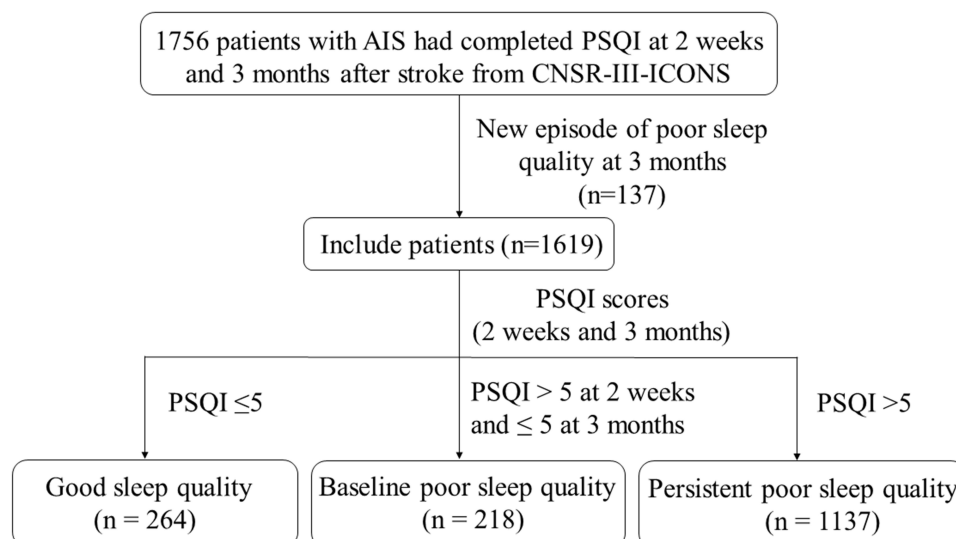 1756 patients with AIS had completed PSQI at 2 weeks
and 3 months after stroke from CNSR-III-ICONS
New episode of poor sleep
quality at 3 months
(n=137)
Include patients (n=1619)
PSQI scores
(2 weeks and 3 months)
PSQI ≤5
PSQI > 5 at 2 weeks
and ≤ 5 at 3 months
PSQI >5
Good sleep quality
(n = 264)
Baseline poor sleep quality
(n = 218)
Persistent poor sleep quality
(n = 1137)